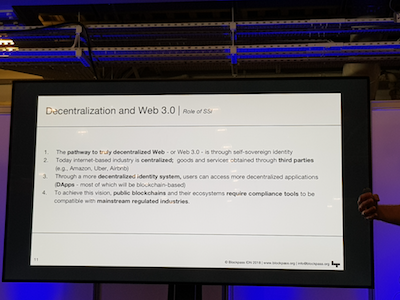 Decentralization and Web 3.0 | Role of SSI
1. The pathway to truly decentralized Web - or Web 3.0 - is through self-sovereign identity
2. Today internet-based industry is centralized; goods and services obtained through third parties
(e.g., Amazon, Uber, Airbnb)
3. Through a more decentralized identity system, users can access more decentralized applications
(DApps - most of which will be blockchain-based)
4. To achieve this vision, public blockchains and their ecosystems require compliance tools to be
compatible with mainstream regulated industries.
11
© Blockpass IDN 2018 | www.blockpass.org | info@blockpass.org